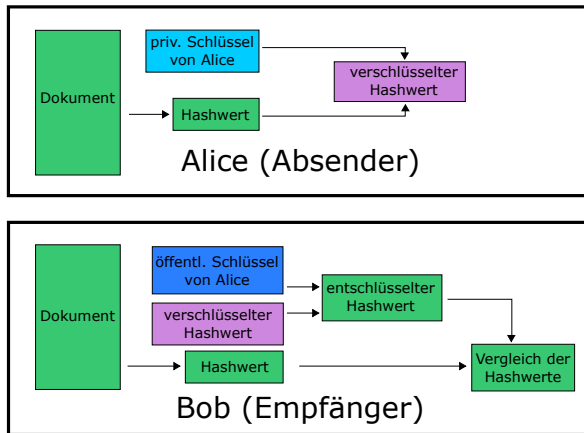 priv. Schlüssel
von Alice
verschlüsselter
Hashwert
Dokument
Hashwert
Alice (Absender)
öffentl. Schlüssel
von Alice
entschlüsselter
Hashwert
Dokument
verschlüsselter
Hashwert
Hashwert
Vergleich der
Hashwerte
Bob (Empfänger)